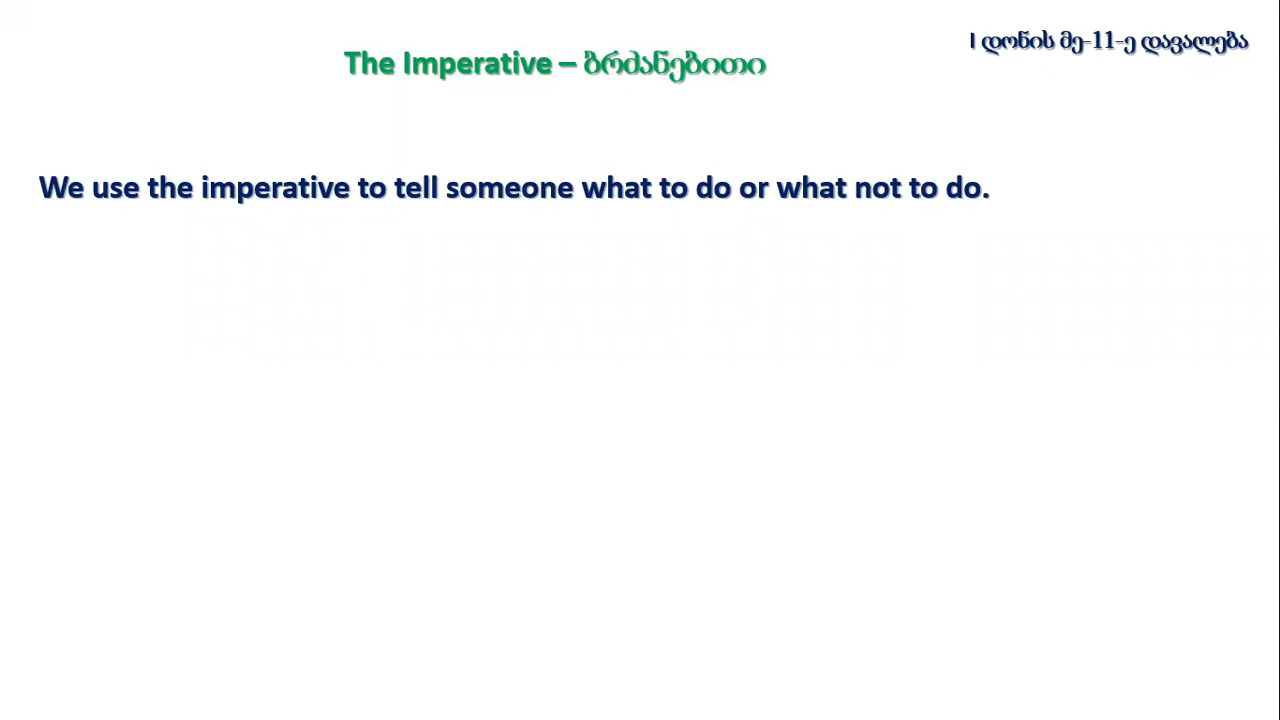 I დონის მე-11-ე დავალება
The Imperative – ბრძანებითი
We use the imperative to tell someone what to do or what not to do.